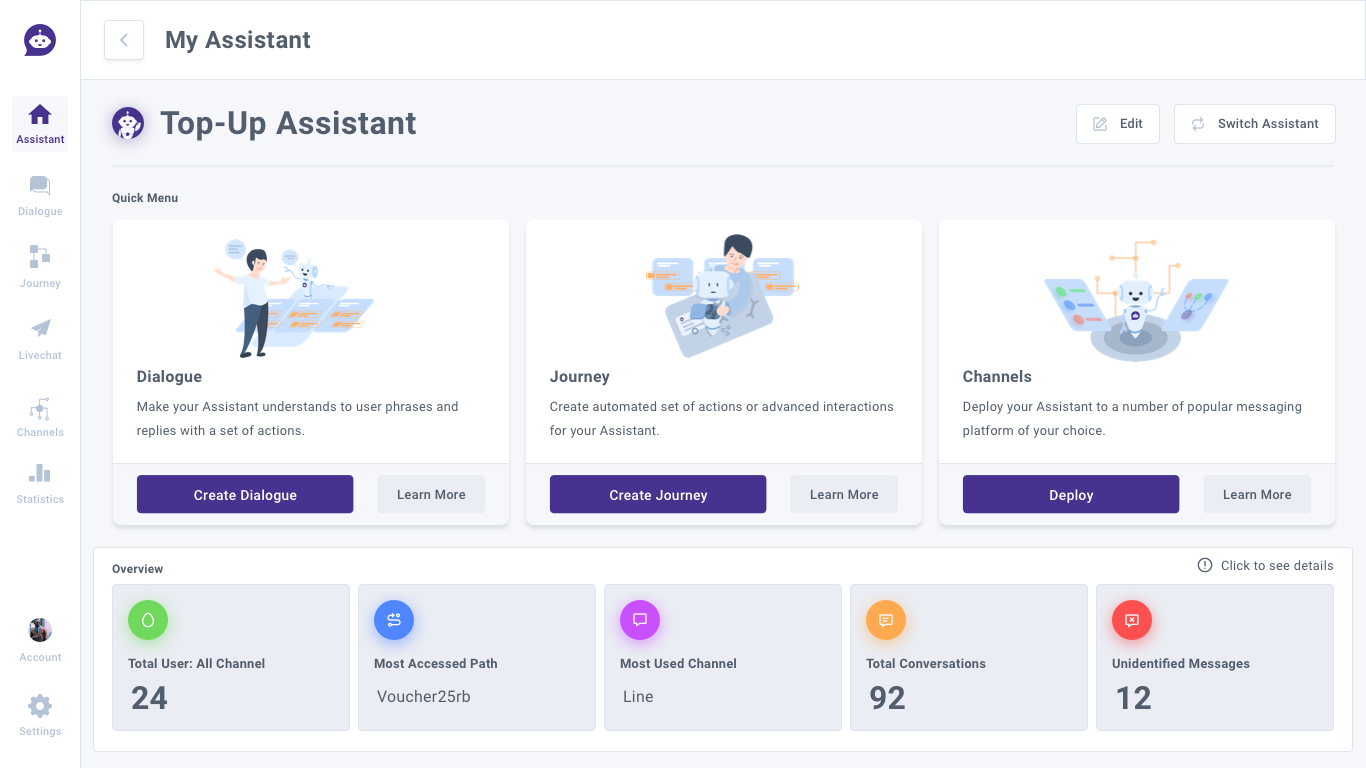 My Assistant
Assistant
Dialogue
Journey
Livechat
Channels
Statistics
Account
Settings
Top-Up Assistant
Edit
Switch Assistant
Quick Menu
Dialogue
Make your Assistant understands to user phrases and
replies with a set of actions.
Create Dialogue
Learn More
Journey
Create automated set of actions or advanced interactions
for your Assistant.
Create Journey
Learn More
Channels
Deploy your Assistant to a number of popular messaging
platform of your choice.
Deploy
Learn More
Overview
Click to see details
Total User: All Channel
24
Most Accessed Path
Voucher25rb
Most Used Channel
Line
Total Conversations
92
Unidentified Messages
12